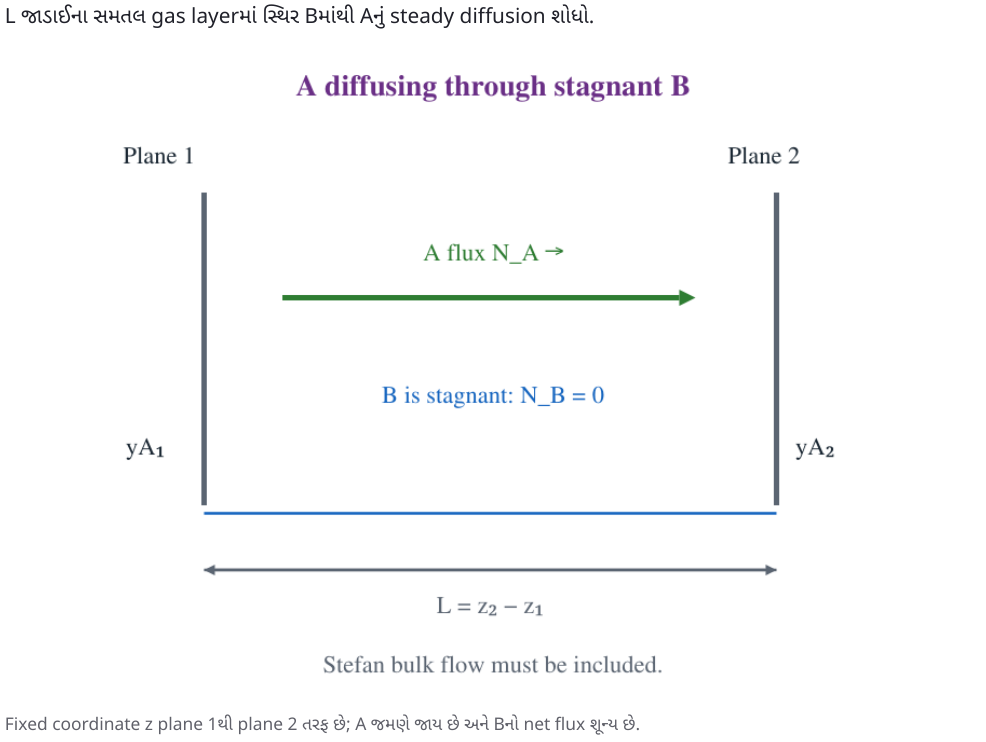 L જાડાઈના સમતલ gas layerમાં સ્થિર Bમાંથી Aનું steady diffusion શોધો.
A diffusing through stagnant B
Plane 1
Plane 2
A flux N_A →
B is stagnant: N_B = 0
yA₁
yA₂
L = z₂ − z₁
Stefan bulk flow must be included.
Fixed coordinate z plane 1થી plane 2 તરફ છે; A જમણે જાય છે અને Bનો net flux શૂન્ય છે.